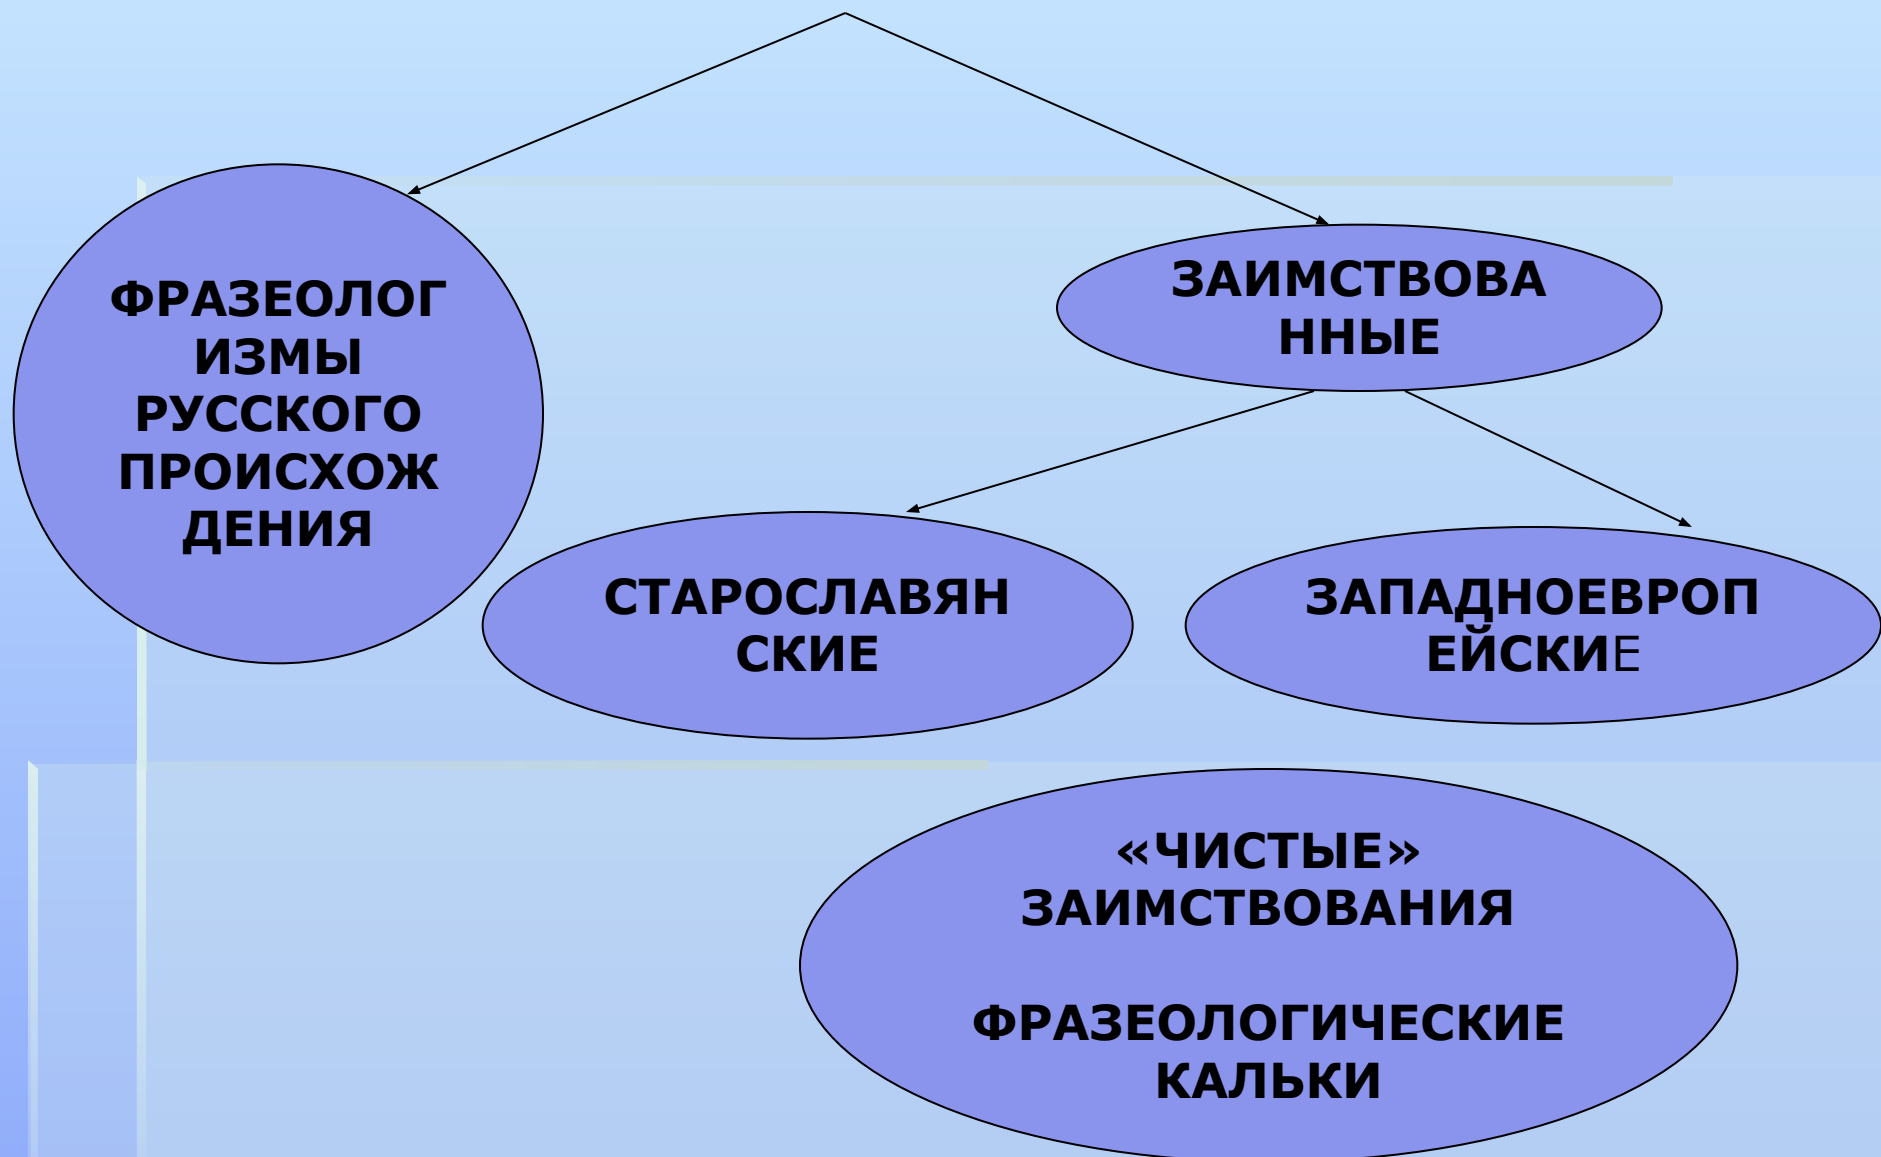 ФРАЗЕОЛОГ
ИЗМЫ
РУССКОГО
ПРОИСХОЖ
ДЕНИЯ
ЗАИМСТВОВА
ННЫЕ
СТАРОСЛАВЯН
СКИЕ
ЗАПАДНОЕВРОП
ЕЙСКИЕ
«ЧИСТЫЕ»
ЗАИМСТВОВАНИЯ
ФРАЗЕОЛОГИЧЕСКИЕ
КАЛЬКИ